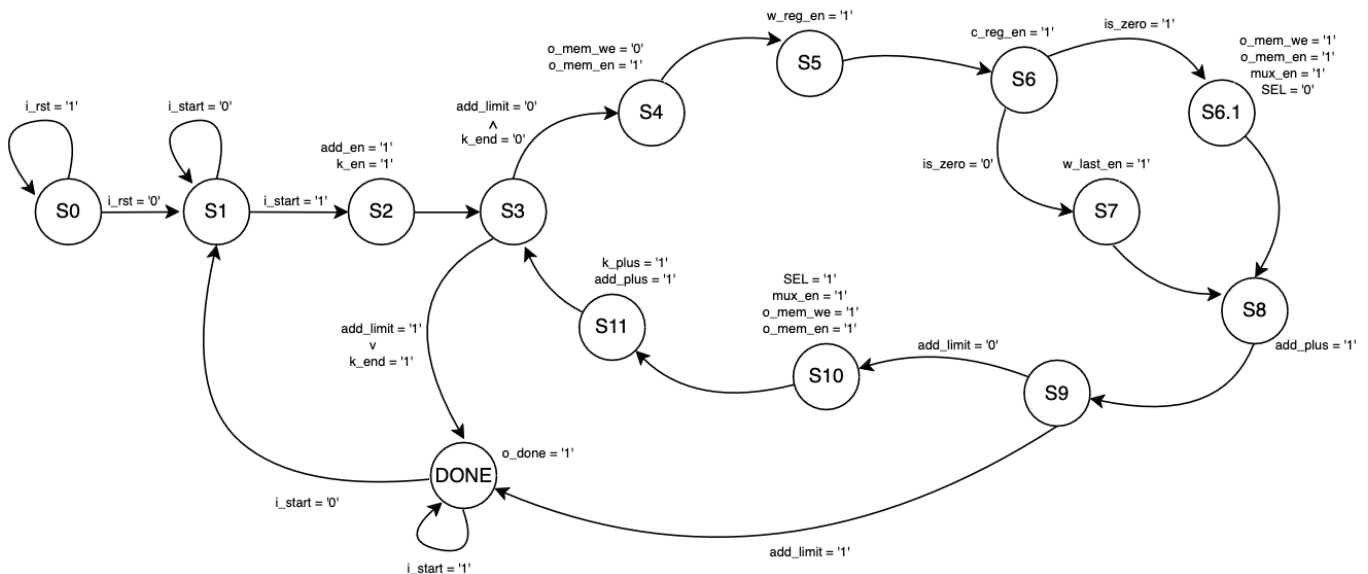 w_reg_en = '1'
c_reg_en = '1'
is_zero = '1'
o_mem_we = '0'
o_mem_en = '1'
o_mem_we = '1'
o_mem_en = '1'
mux_en = '1'
SEL = '0'
S5
S6
S4
S6.1
i_rst = '1'
i_start = '0'
add_limit = '0'
^
k_end = '0'
add_en = '1'
k_en = '1'
is_zero = '0'
w_last_en = '1'
S0
i_rst = '0'
S1
i_start = '1'
S2
S3
S7
k_plus = '1'
add_plus = '1'
SEL = '1'
mux_en = '1'
o_mem_we = '1'
o_mem_en = '1'
S8
add_limit = '1'
v
k_end = '1'
S11
add_limit = '0'
add_plus = '1'
S10
S9
o_done = '1'
DONE
i_start = '0'
add_limit = '1'
i_start = '1'